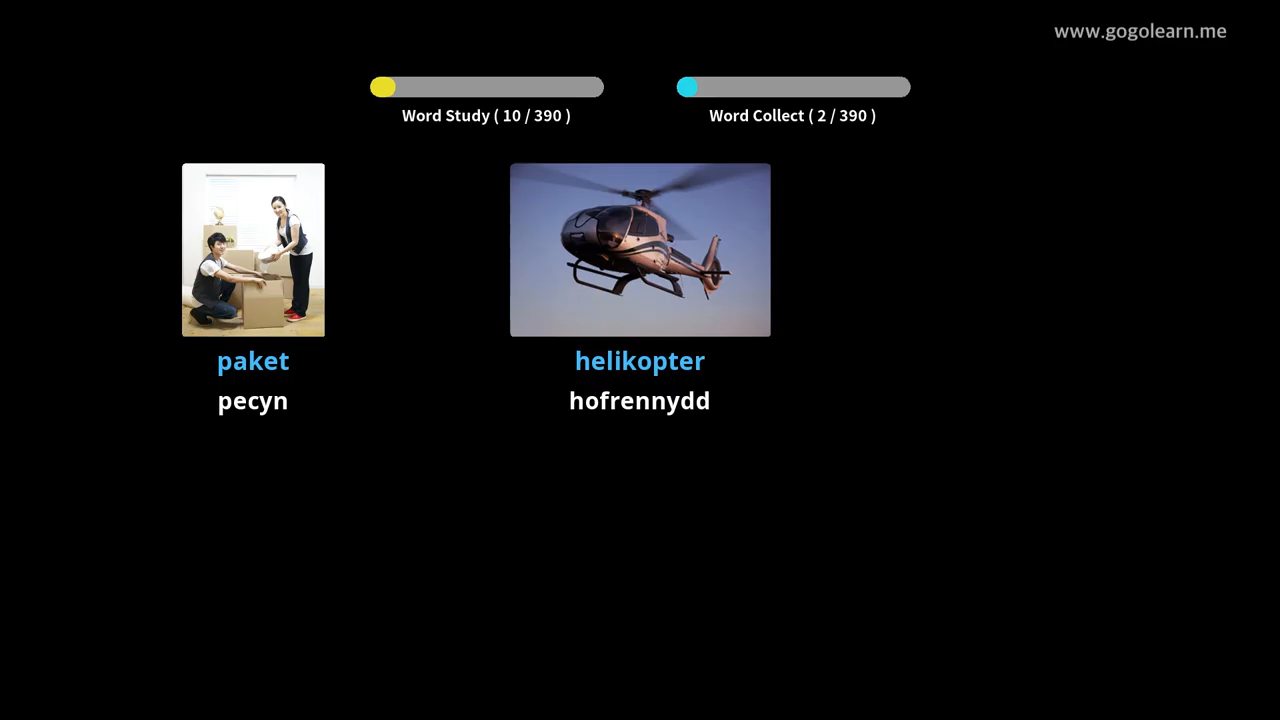 www.gogolearn.me
Word Study ( 10 / 390 )
Word Collect ( 2 / 390 )
paket
helikopter
pecyn
hofrennydd